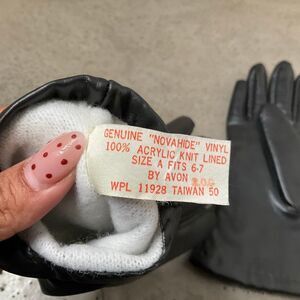 GENUINE "NOVAHIDE" VINYL
100% ACRYLIC KNIT LINED
SIZE A FITS 6-7
BY AVON
WPL 11928 TAIWAN 50